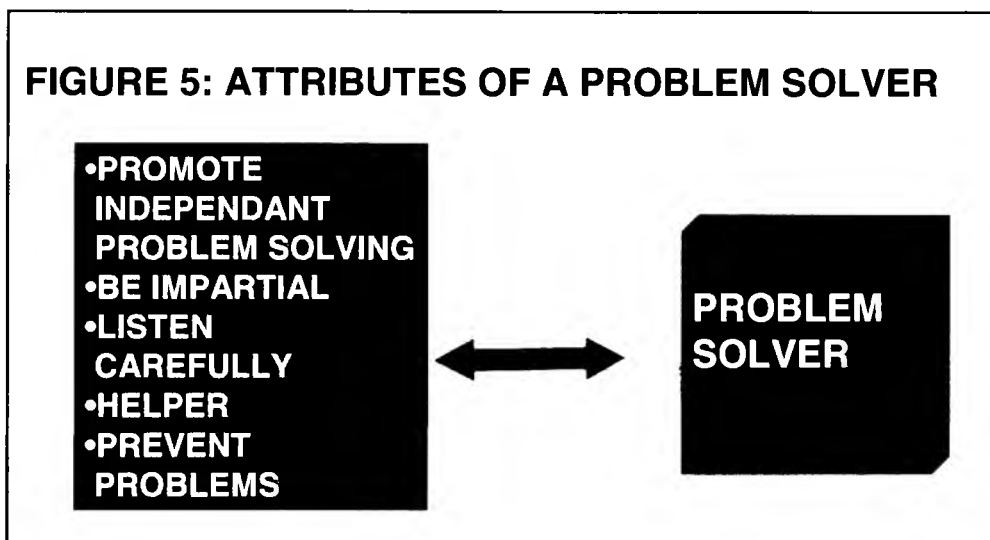 FIGURE 5: ATTRIBUTES OF A PROBLEM SOLVER
•PROMOTE
INDEPENDANT
PROBLEM SOLVING
•BE IMPARTIAL
•LISTEN
CAREFULLY
•HELPER
•PREVENT
PROBLEMS
PROBLEM
SOLVER